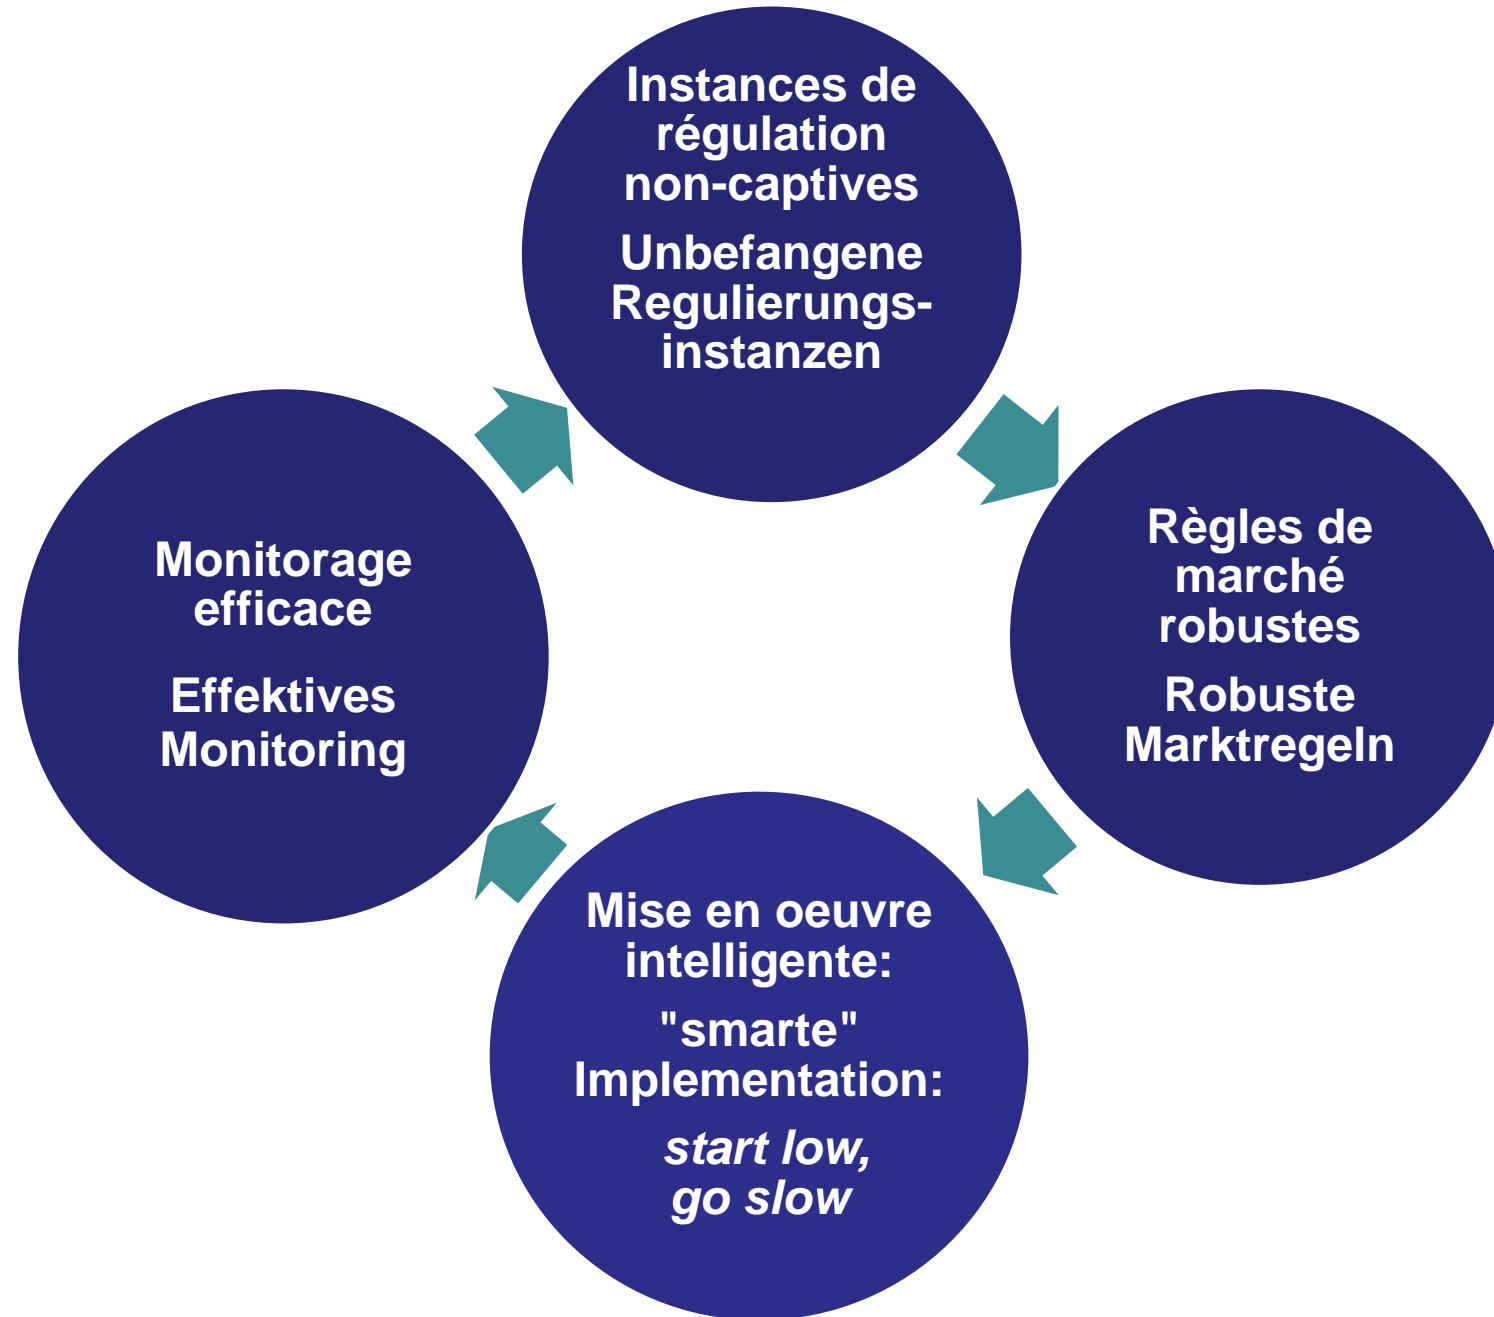 Instances de
régulation
non-captives
Unbefangene
Regulierungs-
instanzen
Règles de
marché
robustes
Robuste
Marktregeln
Mise en oeuvre
intelligente:
"smarte"
Implementation:
start low,
go slow
Monitorage
efficace
Effektives
Monitoring